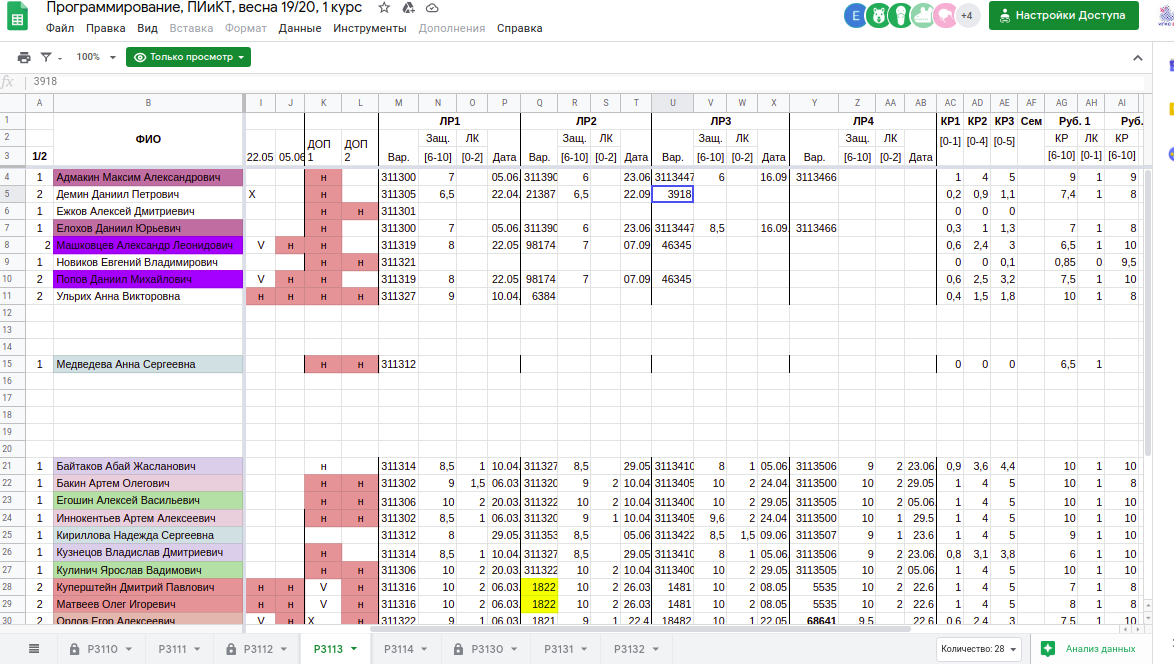 Программирование, ПИиКТ, весна 19/20, 1 курс
E +4 Настройки Доступа
Файл Правка Вид Вставка Формат Данные Инструменты Дополнения Справка
100% Только просмотр
fx 3918
A B I J K L M N O P Q R S T U V W X Y Z AA AB AC AD AE AF AG AH AI
1 ЛР1 ЛР2 ЛР3 ЛР4 КР1 КР2 КР3 Сем Руб. 1 Руб.
2 ФИО ДОП 1 ДОП 2 Защ. ЛК Защ. ЛК Защ. ЛК Защ. ЛК [0-1] [0-4] [0-5] КР ЛК КР
3 1/2 22.05 05.06 Вар. [6-10] [0-2] Дата Вар. [6-10] [0-2] Дата Вар. [6-10] [0-2] Дата Вар. [6-10] [0-2] Дата [6-10] [0-1] [6-10]
4 1 Адмакин Максим Александрович н 311300 7 05.06. 311390 6 23.06 3113447 6 16.09 3113466 1 4 5 9 1 9
5 2 Демин Даниил Петрович X н 311305 6,5 22.04. 21387 6,5 22.09 3918 0,2 0,9 1,1 7,4 1 8
6 1 Ежков Алексей Дмитриевич н н 311301 0 0 0
7 1 Елохов Даниил Юрьевич н 311300 7 05.06. 311390 6 23.06 3113447 8,5 16.09. 3113466 0,3 1 1,3 7 1 8
8 2 Машковцев Александр Леонидович V н н 311319 8 22.05 98174 7 07.09 46345 0,6 2,4 3 6,5 1 10
9 1 Новиков Евгений Владимирович н н 311321 0 0 0,1 0,85 0 9,5
10 2 Попов Даниил Михайлович V н н 311319 8 22.05 98174 7 07.09 46345 0,6 2,5 3,2 7,5 1 10
11 2 Ульрих Анна Викторовна н н н н 311327 9 10.04. 6384 0,4 1,5 1,8 10 1 8
12
13
14
15 1 Медведева Анна Сергеевна н н 311312 0 0 0 6,5 1
16
17
18
19
20
21 1 Байтаков Абай Жасланович н 311314 8,5 1 10.04. 311327 8,5 29.05 3113410 8 1 05.06. 3113506 9 2 23.06. 0,9 3,6 4,4 10 1 10
22 1 Бакин Артем Олегович н н 311302 9 1,5 06.03 311320 9 2 10.04 3113405 10 2 24.04. 3113500 10 2 29.05 1 4 5 10 1 8
23 1 Егошин Алексей Васильевич н н 311306 10 2 20.03. 311322 10 2 10.04 3113400 10 2 29.05. 3113505 10 2 05.06. 1 4 5 10 1 10
24 1 Иннокентьев Артем Алексеевич н н 311302 8,5 1 06.03. 311320 9 1 10.04 3113405 9,6 2 24.04 3113500 10 1 29.5 1 4 5 10 1 10
25 1 Кириллова Надежда Сергеевна 311312 8 29.05. 311353 8,5 05.06 3113422 8,5 1,5 09.06 3113507 9 1 23.6 1 4 5 9 1 10
26 1 Кузнецов Владислав Дмитриевич н 311314 8,5 1 10.04. 311327 8,5 29.05 3113410 8 1 05.06. 3113506 9 2 23.06. 0,8 3,1 3,8 6 1 10
27 1 Кулинич Ярослав Вадимович н н 311306 10 2 20.03 311322 10 2 10.04 3113400 10 2 29.05. 3113505 10 2 05.06. 1 4 5 10 1 10
28 2 Куперштейн Дмитрий Павлович н н V н 311316 10 2 06.03. 1822 10 2 26.03 1481 10 2 08.05 5535 10 2 22.6 1 4 5 7 1 8
29 2 Матвеев Олег Игоревич н н V н 311316 10 2 06.03. 1822 10 2 26.03 1481 10 2 08.05 5535 10 2 22.6 1 4 5 8 1 8
30 2 Орлов Егор Алексеевич V н X н 311322 9 1 06.03. 1821 9 1 22.4 18482 10 1 22.05 68641 9,5 22.6 0,6 2,4 3 7,5 1 10
P3110 P3111 P3112 P3113 P3114 P3130 P3131 P3132 Количество: 28 Анализ данных